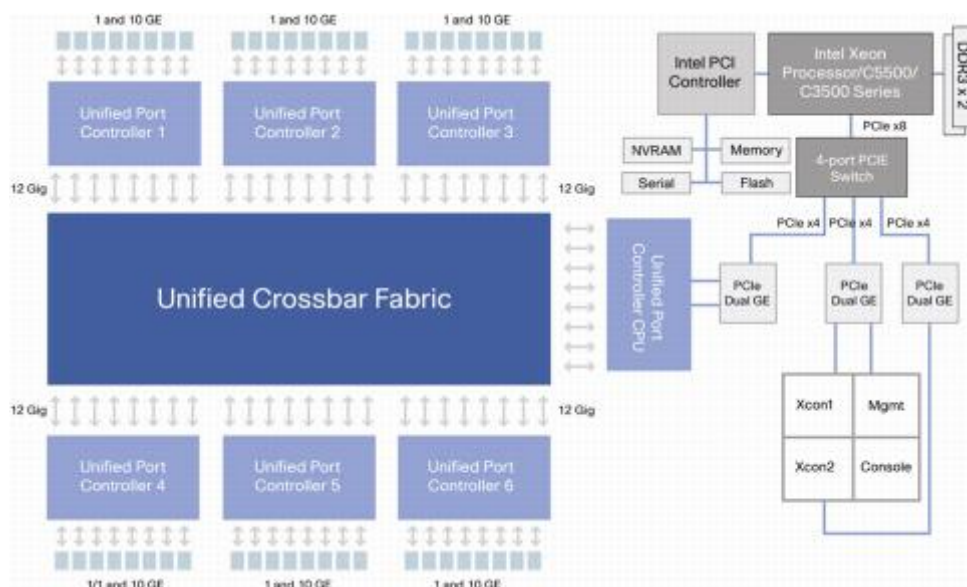 1 and 10 GE
1 and 10 GE
1 and 10 GE
Unified Port
Controller 1
Unified Port
Controller 2
Unified Port
Controller 3
12 Gig
12 Gig
Unified Crossbar Fabric
Unified Port
Controller CPU
12 Gig
12 Gig
Unified Port
Controller 4
Unified Port
Controller 5
Unified Port
Controller 6
1/1 and 10 GE
1 and 10 GE
1 and 10 GE
Intel PCI
Controller
Intel Xeon
Processor/C5500/
C3500 Series
DDR3 x 2
PCIe x8
NVRAM
Memory
Serial
Flash
4-port PCIE
Switch
PCIe x4
PCIe x4
PCIe x4
PCIe
Dual GE
PCIe
Dual GE
PCIe
Dual GE
Xcon1
Mgmt
Xcon2
Console